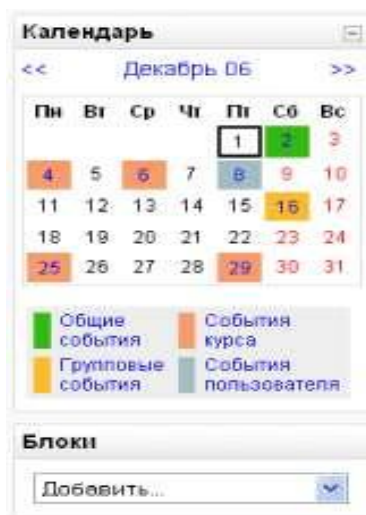 Календарь
<< Декабрь 06 >>
Пн Вт Ср Чт Пт Сб Вс
1 2 3
4 5 6 7 8 9 10
11 12 13 14 15 16 17
18 19 20 21 22 23 24
25 26 27 28 29 30 31
Общие события
События курса
Групповые события
События пользователя
Блоки
Добавить...